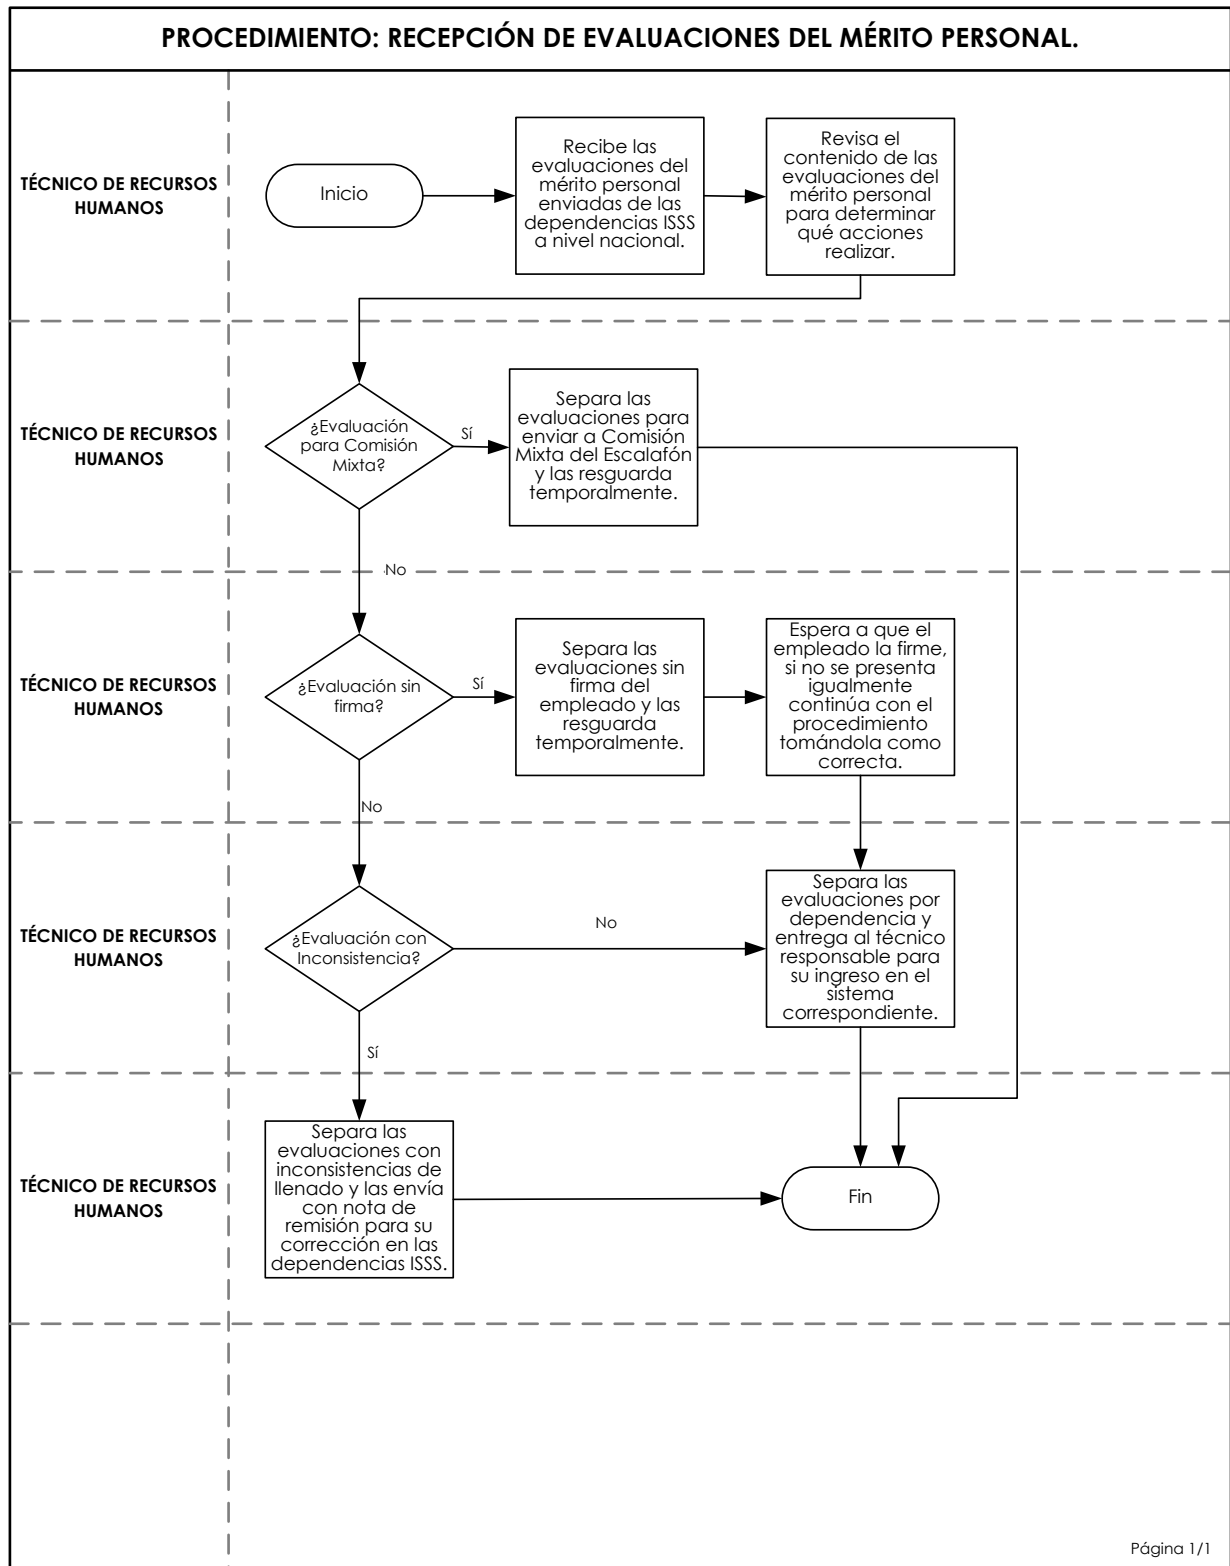 PROCEDIMIENTO: RECEPCIÓN DE EVALUACIONES DEL MÉRITO PERSONAL.
TÉCNICO DE RECURSOS
HUMANOS
Inicio
Recibe las
evaluaciones del
mérito personal
enviadas de las
dependencias ISSS
a nivel nacional.
Revisa el
contenido de las
evaluaciones del
mérito personal
para determinar
qué acciones
realizar.
TÉCNICO DE RECURSOS
HUMANOS
¿Evaluación
para Comisión
Mixta?
Sí
Separa las
evaluaciones para
enviar a Comisión
Mixta del Escalafón
y las resguarda
temporalmente.
No
TÉCNICO DE RECURSOS
HUMANOS
¿Evaluación sin
firma?
Sí
Separa las
evaluaciones sin
firma del
empleado y las
resguarda
temporalmente.
Espera a que el
empleado la firme,
si no se presenta
igualmente
continúa con el
procedimiento
tomándola como
correcta.
No
TÉCNICO DE RECURSOS
HUMANOS
¿Evaluación con
Inconsistencia?
No
Separa las
evaluaciones por
dependencia y
entrega al técnico
responsable para
su ingreso en el
sistema
correspondiente.
Sí
TÉCNICO DE RECURSOS
HUMANOS
Separa las
evaluaciones con
inconsistencias de
llenado y las envía
con nota de
remisión para su
corrección en las
dependencias ISSS.
Fin
Página 1/1